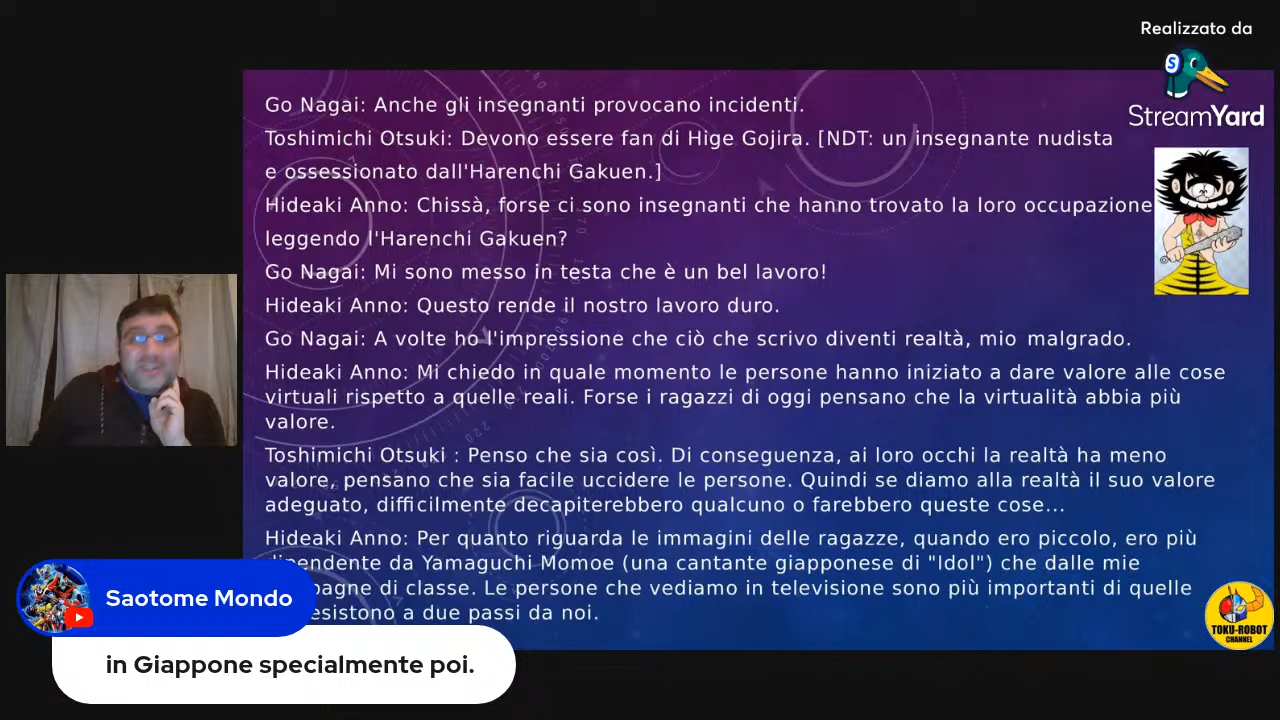 Realizzato da
S
StreamYard
Go Nagai: Anche gli insegnanti provocano incidenti.
Toshimichi Otsuki: Devono essere fan di Hige Gojira. [NDT: un insegnante nudista
e ossessionato dall'Harenchi Gakuen.]
Hideaki Anno: Chissà, forse ci sono insegnanti che hanno trovato la loro occupazione
leggendo l'Harenchi Gakuen?
Go Nagai: Mi sono messo in testa che è un bel lavoro!
Hideaki Anno: Questo rende il nostro lavoro duro.
Go Nagai: A volte ho l'impressione che ciò che scrivo diventi realtà, mio malgrado.
Hideaki Anno: Mi chiedo in quale momento le persone hanno iniziato a dare valore alle cose
virtuali rispetto a quelle reali. Forse i ragazzi di oggi pensano che la virtualità abbia più
valore.
Toshimichi Otsuki : Penso che sia così. Di conseguenza, ai loro occhi la realtà ha meno
valore, pensano che sia facile uccidere le persone. Quindi se diamo alla realtà il suo valore
adeguato, difficilmente decapiterebbero qualcuno o farebbero queste cose...
Hideaki Anno: Per quanto riguarda le immagini delle ragazze, quando ero piccolo, ero più
dipendente da Yamaguchi Momoe (una cantante giapponese di "Idol") che dalle mie
pagne di classe. Le persone che vediamo in televisione sono più importanti di quelle
esistono a due passi da noi.
TOKU-ROBOT
CHANNEL
Saotome Mondo
in Giappone specialmente poi.